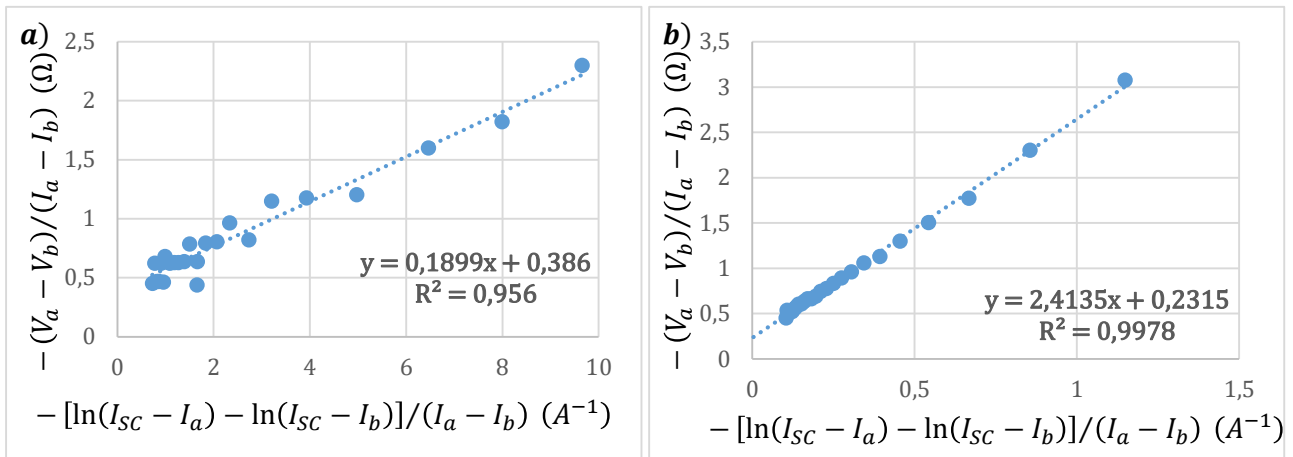 a)
− (V_a − V_b)/(I_a − I_b) (Ω)
2,5
2
1,5
1
0,5
0
y = 0,1899x + 0,386
R² = 0,956
0 2 4 6 8 10
− [ln(I_SC − I_a) − ln(I_SC − I_b)]/(I_a − I_b) (A⁻¹)
b)
− (V_a − V_b)/(I_a − I_b) (Ω)
3,5
3
2,5
2
1,5
1
0,5
0
y = 2,4135x + 0,2315
R² = 0,9978
0 0,5 1 1,5
− [ln(I_SC − I_a) − ln(I_SC − I_b)]/(I_a − I_b) (A⁻¹)